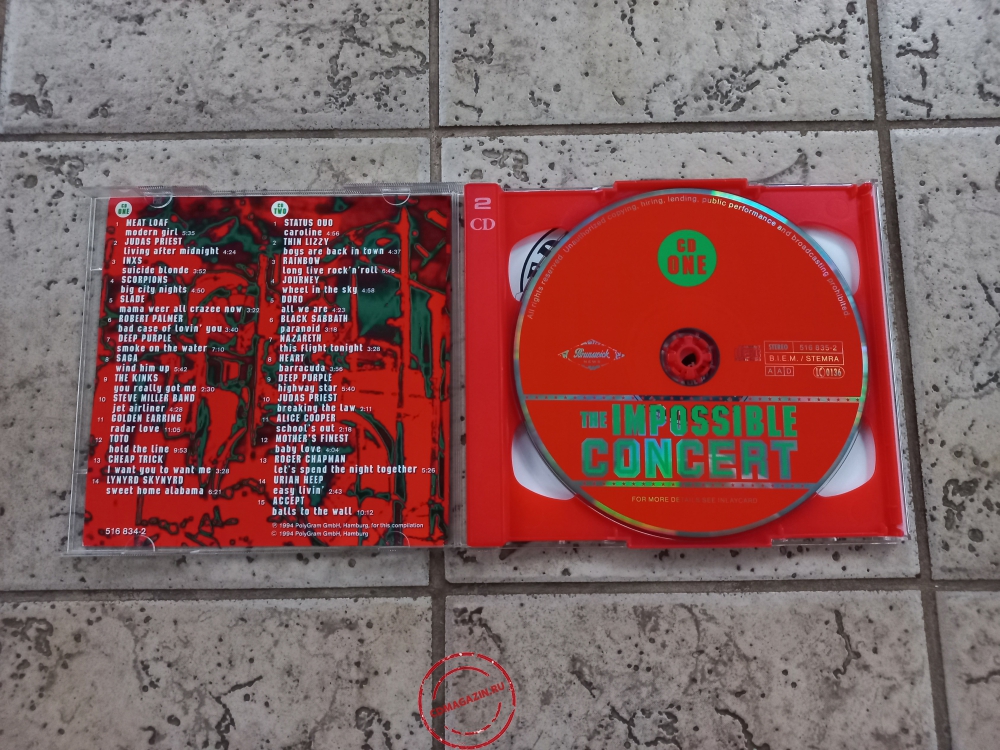 CD
ONE
1 MEAT LOAF
modern girl 5:35
2 JUDAS PRIEST
living after midnight 4:24
3 INXS
suicide blonde 3:52
4 SCORPIONS
big city nights 4:50
5 SLADE
mama weer all crazee now 3:22
6 ROBERT PALMER
bad case of lovin' you 3:40
7 DEEP PURPLE
smoke on the water 7:10
8 SAGA
wind him up 5:42
9 THE KINKS
you really got me 2:30
10 STEVE MILLER BAND
jet airliner 4:28
11 GOLDEN EARRING
radar love 11:05
12 TOTO
hold the line 9:53
13 CHEAP TRICK
I want you to want me 3:28
14 LYNYRD SKYNYRD
sweet home alabama 6:21
516 834-2
CD
TWO
1 STATUS QUO
caroline 4:56
2 THIN LIZZY
boys are back in town 4:37
3 RAINBOW
long live rock'n'roll 6:46
4 JOURNEY
wheel in the sky 4:58
5 DORO
all we are 4:23
6 BLACK SABBATH
paranoid 3:18
7 NAZARETH
this flight tonight 3:28
8 HEART
barracuda 3:56
9 DEEP PURPLE
highway star 5:40
10 JUDAS PRIEST
breaking the law 2:11
11 ALICE COOPER
school's out 2:18
12 MOTHER'S FINEST
baby love 4:04
13 ROGER CHAPMAN
let's spend the night together 5:26
14 URIAH HEEP
easy livin' 2:43
15 ACCEPT
balls to the wall 10:12
℗ 1994 PolyGram GmbH, Hamburg, for this compilation
© 1994 PolyGram GmbH, Hamburg
2
CD
All rights reserved. Unauthorized copying, hiring, lending, public performance and broadcasting prohibited.
CD
ONE
Brunswick
STEREO 516 835-2
B.I.E.M. / STEMRA
AAD LC 0136
THE IMPOSSIBLE
CONCERT
FOR MORE
CDMAGAZIN.RU